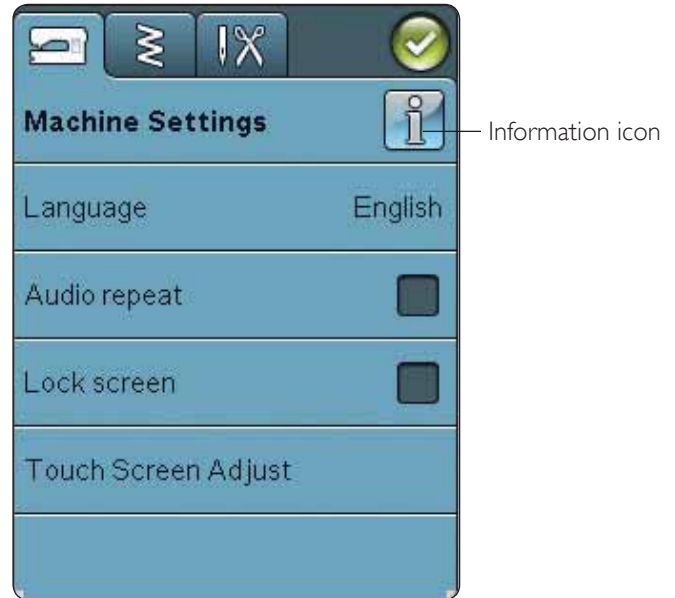 Machine Settings
Information icon
Language English
Audio repeat
Lock screen
Touch Screen Adjust